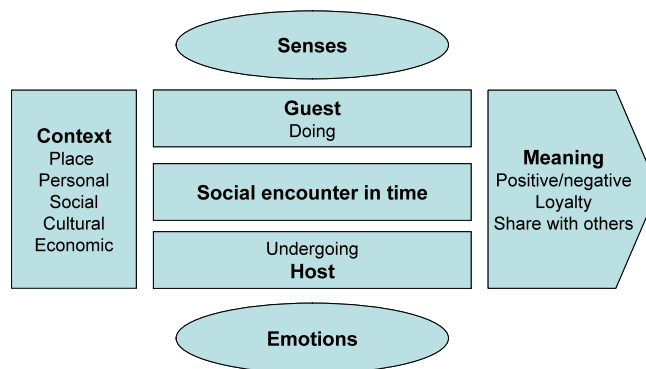 Senses
Context
Place
Personal
Social
Cultural
Economic
Guest
Doing
Social encounter in time
Undergoing
Host
Meaning
Positive/negative
Loyalty
Share with others
Emotions